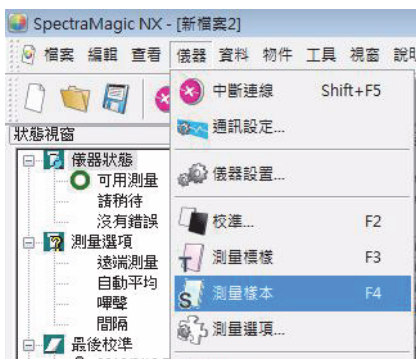 SpectraMagic NX - [新檔案2]
檔案 編輯 查看 儀器 資料 物件 工具 視窗
狀態視窗
儀器狀態
可用測量
請稍待
沒有錯誤
測量選項
遠端測量
自動平均
嗶聲
間隔
最後校準
中斷連線 Shift+F5
通訊設定...
儀器設置...
校準... F2
測量標樣 F3
測量樣本 F4
測量選項...